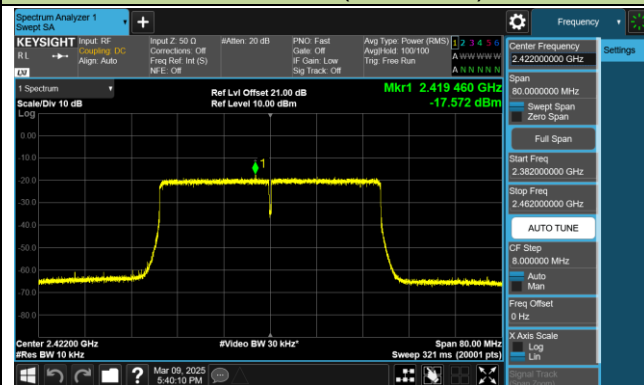 Spectrum Analyzer 1
Swept SA
Frequency
KEYSIGHT
RL
LXI
Input: RF
Coupling: DC
Align: Auto
Input Z: 50 Ω
Corrections: Off
Freq Ref: Int (S)
NFE: Off
#Atten: 20 dB
PNO: Fast
Gate: Off
IF Gain: Low
Sig Track: Off
Avg Type: Power (RMS)
Avg|Hold: 100/100
Trig: Free Run
1 2 3 4 5 6
A W W W W W
A N N N N N
1 Spectrum
Scale/Div 10 dB
Log
Ref Lvl Offset 21.00 dB
Ref Level 10.00 dBm
Mkr1 2.419 460 GHz
-17.572 dBm
0.00
-10.0
1
-20.0
-30.0
-40.0
-50.0
-60.0
-70.0
-80.0
Center 2.42200 GHz
#Res BW 10 kHz
#Video BW 30 kHz*
Span 80.00 MHz
Sweep 321 ms (20001 pts)
Mar 09, 2025
5:40:10 PM
Settings
Center Frequency
2.422000000 GHz
Span
80.0000000 MHz
Swept Span
Zero Span
Full Span
Start Freq
2.382000000 GHz
Stop Freq
2.462000000 GHz
AUTO TUNE
CF Step
8.000000 MHz
Auto
Man
Freq Offset
0 Hz
X Axis Scale
Log
Lin
Signal Track